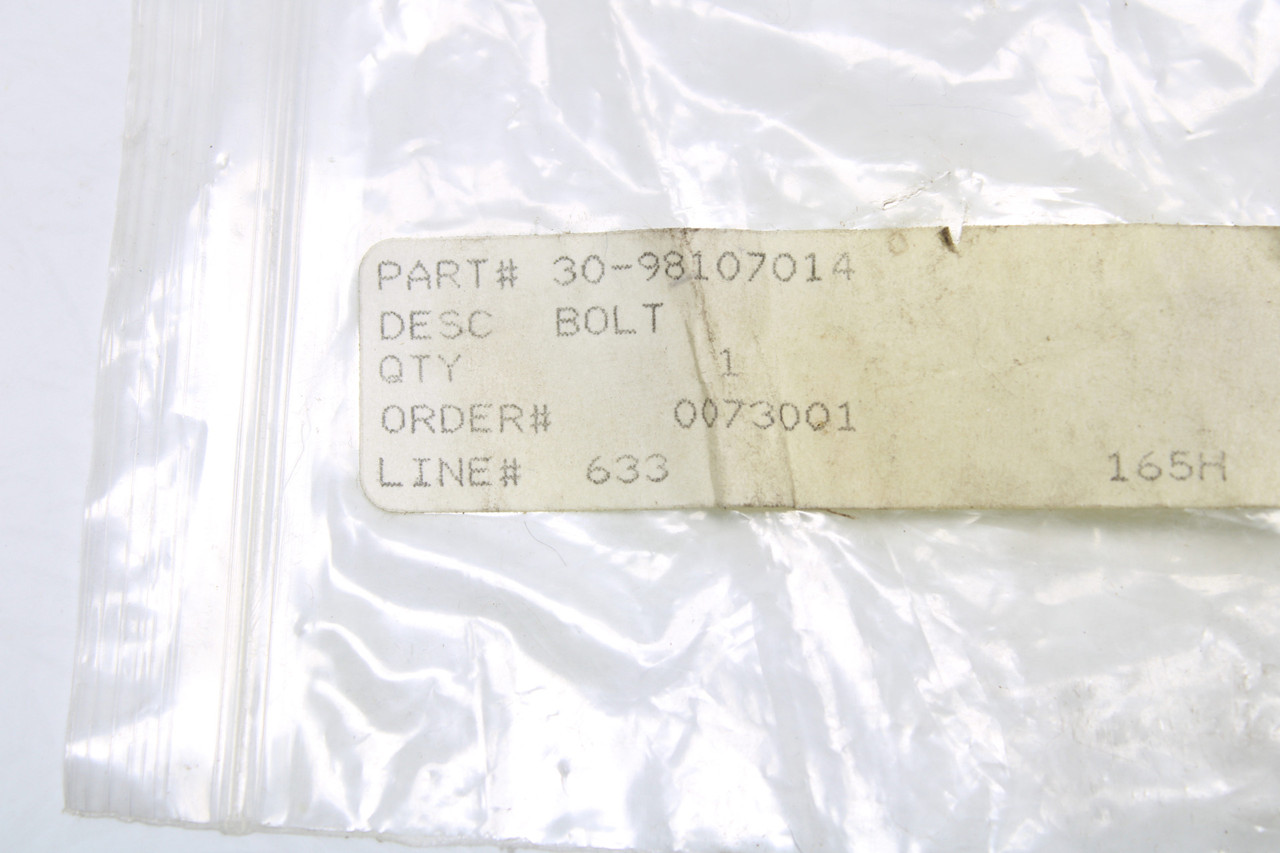 PART# 30-98107014
DESC BOLT
QTY 1
ORDER# 0073001
LINE# 633 165H